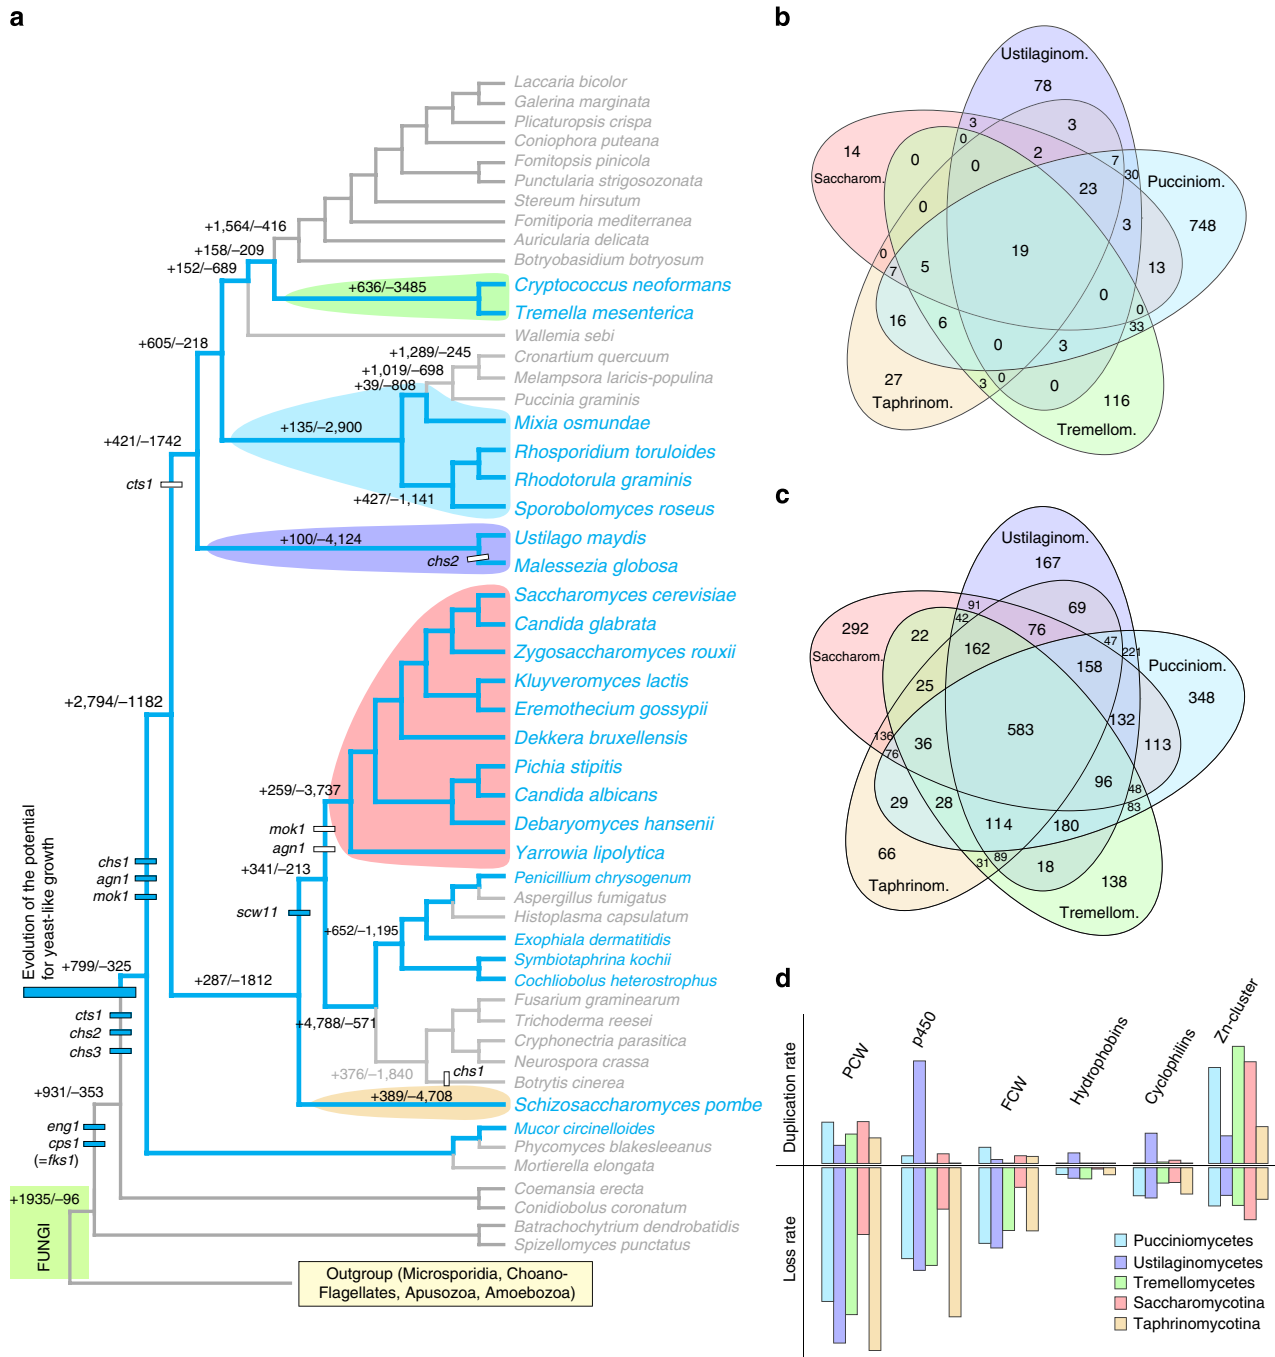 a
Laccaria bicolor
Galerina marginata
Plicaturopsis crispa
Coniophora puteana
Fomitopsis pinicola
Punctularia strigosozonata
Stereum hirsutum
Fomitiporia mediterranea
Auricularia delicata
Botryobasidium botryosum
+1,564/–416
+158/–209
+152/–689
+636/–3485
Cryptococcus neoformans
Tremella mesenterica
Wallemia sebi
+605/–218
+1,289/–245
+1,019/–698
+39/–808
Cronartium quercuum
Melampsora laricis-populina
Puccinia graminis
Mixia osmundae
+135/–2,900
Rhosporidium toruloides
Rhodotorula graminis
Sporobolomyces roseus
+427/–1,141
+421/–1742
cts1
+100/–4,124
Ustilago maydis
chs2
Malessezia globosa
Saccharomyces cerevisiae
Candida glabrata
Zygosaccharomyces rouxii
Kluyveromyces lactis
Eremothecium gossypii
Dekkera bruxellensis
Pichia stipitis
Candida albicans
Debaryomyces hansenii
Yarrowia lipolytica
+2,794/–1182
+259/–3,737
mok1
agn1
+341/–213
scw11
chs1
agn1
mok1
+652/–1,195
Penicillium chrysogenum
Aspergillus fumigatus
Histoplasma capsulatum
Exophiala dermatitidis
Symbiotaphrina kochii
Cochliobolus heterostrophus
Fusarium graminearum
Trichoderma reesei
Cryphonectria parasitica
Neurospora crassa
Botrytis cinerea
Evolution of the potential
for yeast-like growth
+799/–325
+287/–1812
+4,788/–571
+376/–1,840
chs1
+389/–4,708
Schizosaccharomyces pombe
cts1
chs2
chs3
+931/–353
eng1
cps1
(=fks1)
Mucor circinelloides
Phycomyces blakesleeanus
Mortierella elongata
Coemansia erecta
Conidiobolus coronatum
Batrachochytrium dendrobatidis
Spizellomyces punctatus
+1935/–96
FUNGI
Outgroup (Microsporidia, Choano-
Flagellates, Apusozoa, Amoebozoa)
b
Ustilaginom.
78
3
3
14
0
0
0
2
7
30
Pucciniom.
Saccharom.
23
0
3
748
19
0
7
5
13
0
0
33
16
6
0
3
27
3
0
0
116
Taphrinom.
Tremellom.
c
Ustilaginom.
167
91
69
42
292
22
162
76
47
221
Pucciniom.
Saccharom.
158
25
348
583
132
136
76
36
113
96
48
83
29
28
114
180
66
31
89
18
138
Taphrinom.
Tremellom.
d
Duplication rate
Loss rate
PCW
p450
FCW
Hydrophobins
Cyclophilins
Zn-cluster
Pucciniomycetes
Ustilaginomycetes
Tremellomycetes
Saccharomycotina
Taphrinomycotina